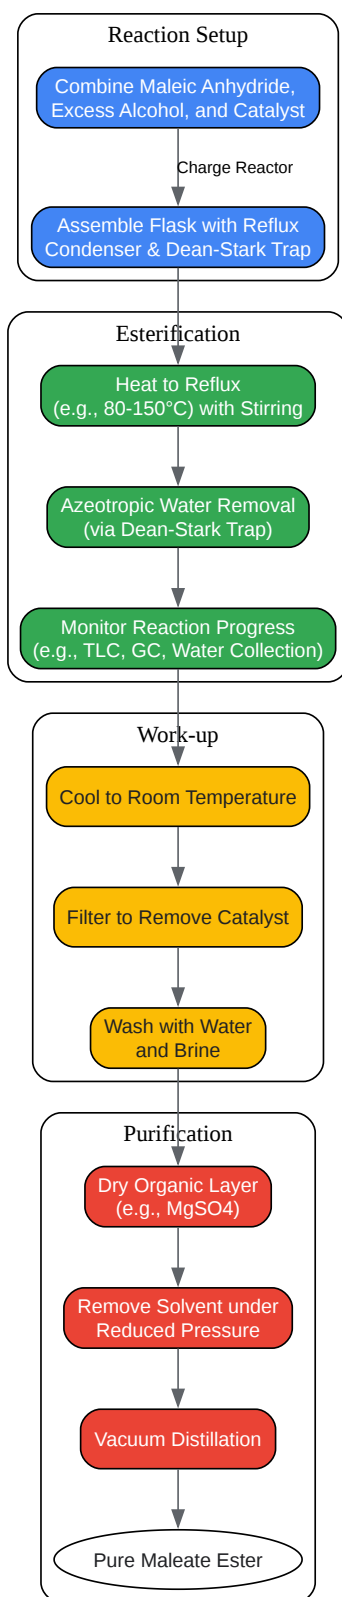 Reaction Setup
Combine Maleic Anhydride,
Excess Alcohol, and Catalyst
Charge Reactor
Assemble Flask with Reflux
Condenser & Dean-Stark Trap
Esterification
Heat to Reflux
(e.g., 80-150°C) with Stirring
Azeotropic Water Removal
(via Dean-Stark Trap)
Monitor Reaction Progress
(e.g., TLC, GC, Water Collection)
Work-up
Cool to Room Temperature
Filter to Remove Catalyst
Wash with Water
and Brine
Purification
Dry Organic Layer
(e.g., MgSO4)
Remove Solvent under
Reduced Pressure
Vacuum Distillation
Pure Maleate Ester